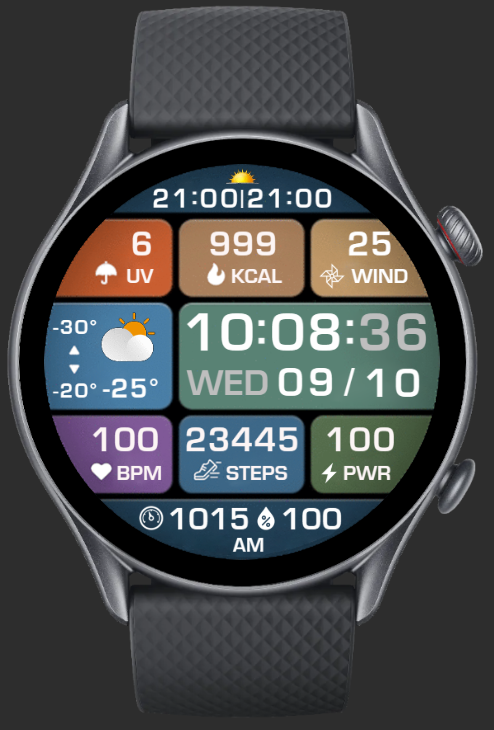 21:00|21:00
6 999 25
UV KCAL WIND
-30° 10:08:36
-20° -25° WED 09/10
100 23445 100
BPM STEPS PWR
1015 % 100
AM